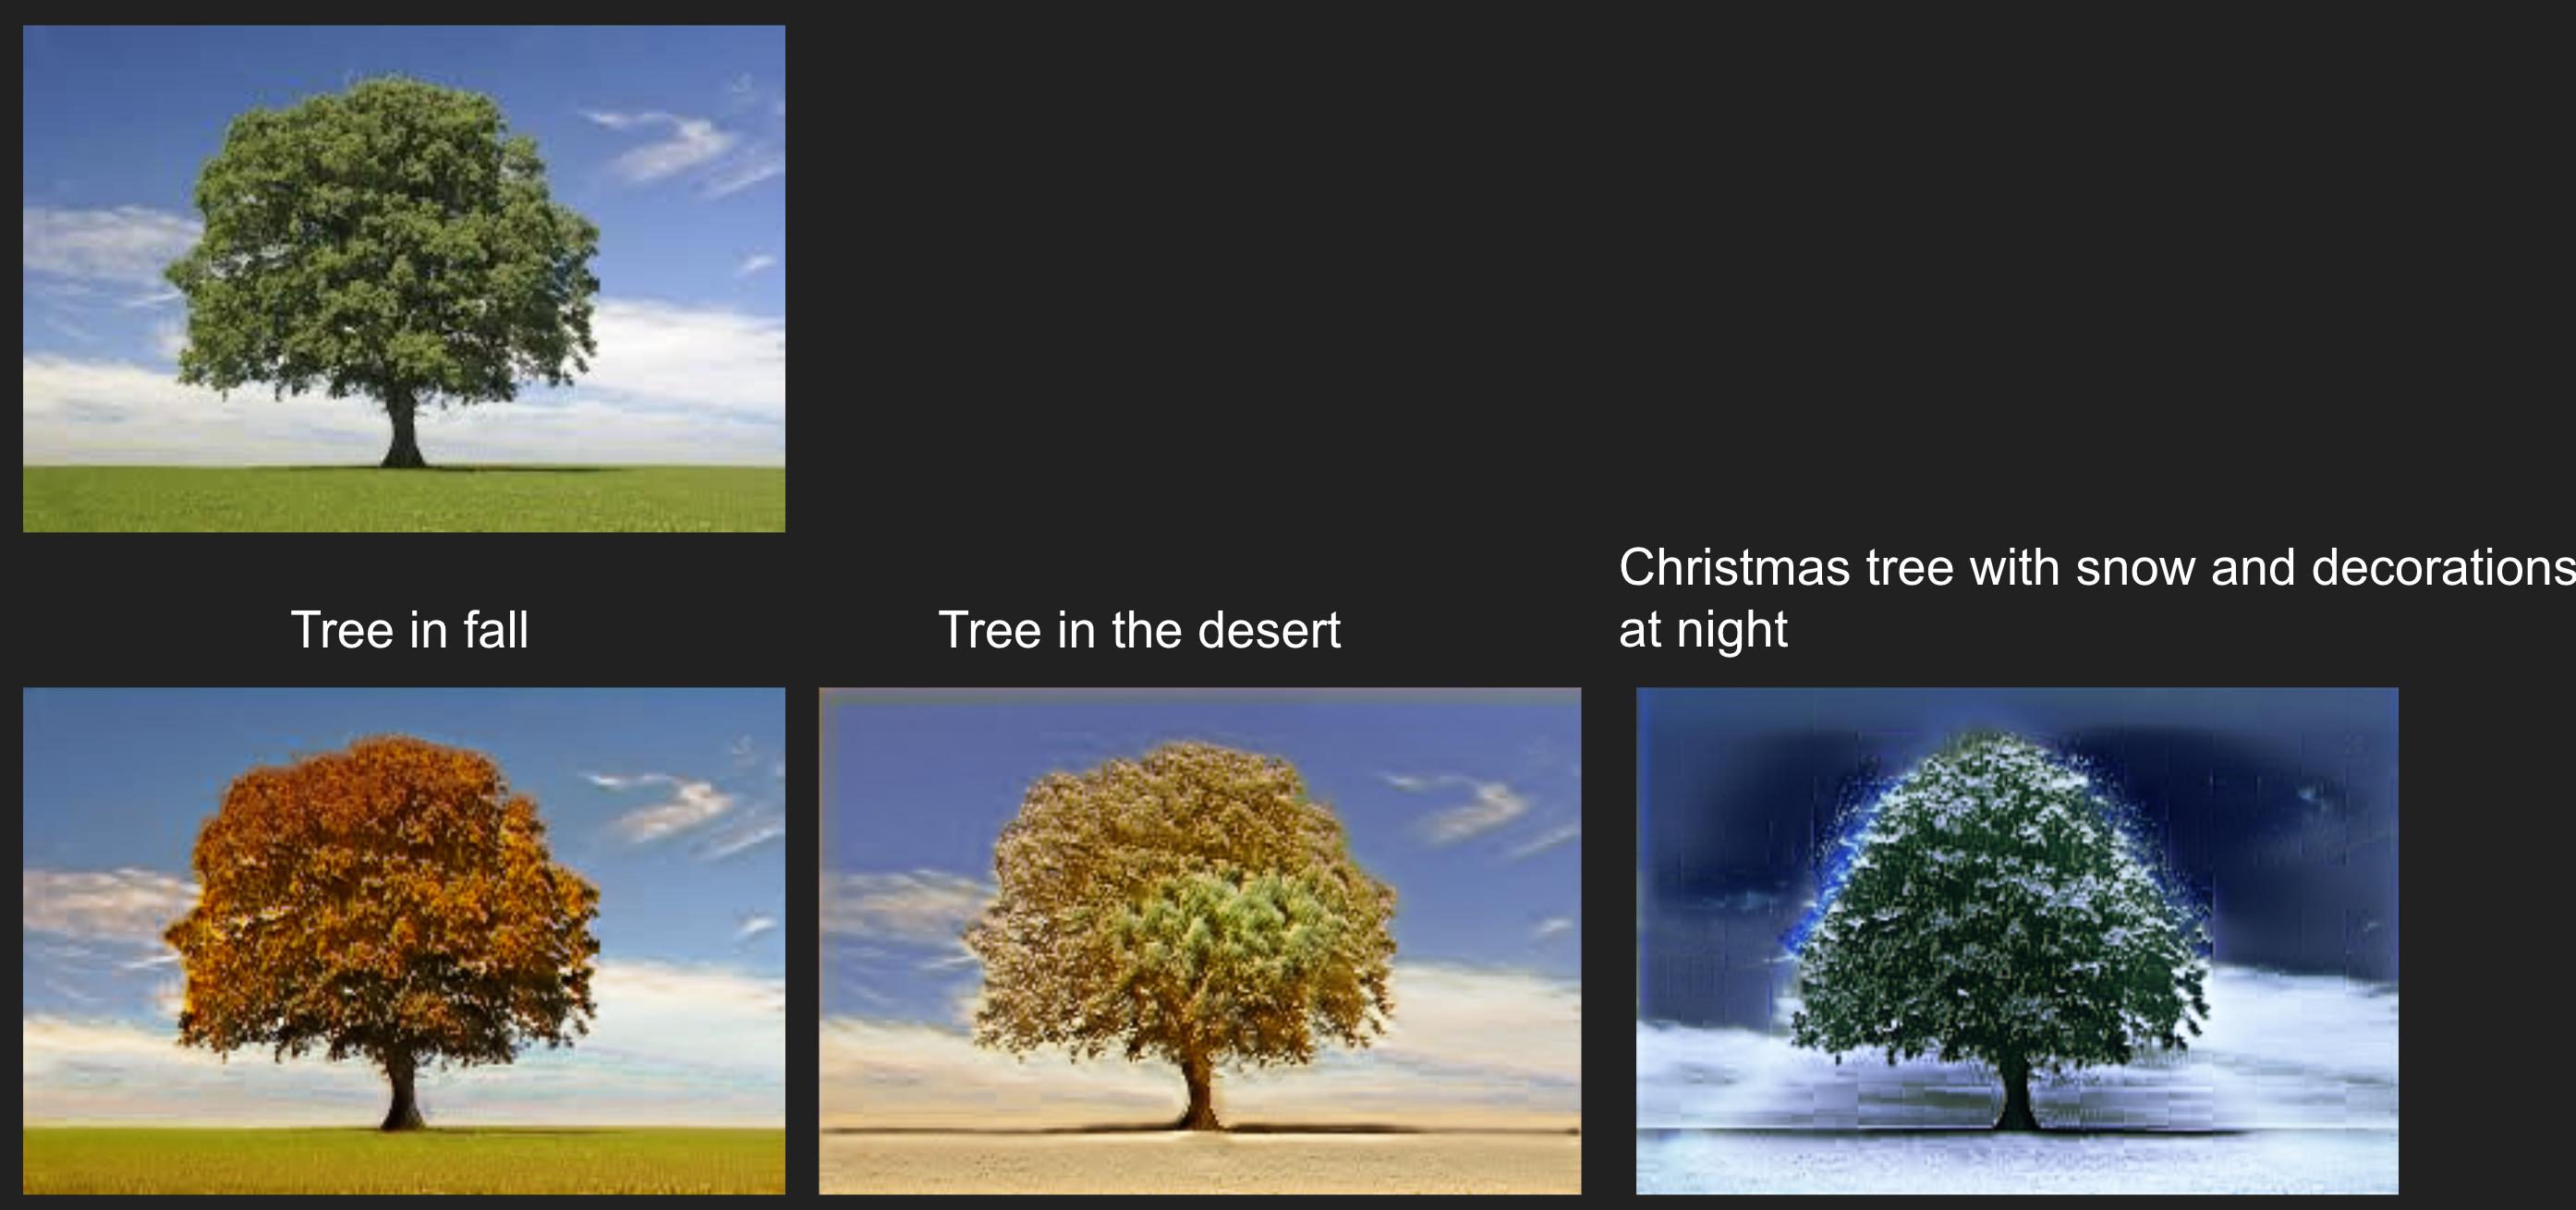 Christmas tree with snow and decorations
at night
Tree in fall
Tree in the desert